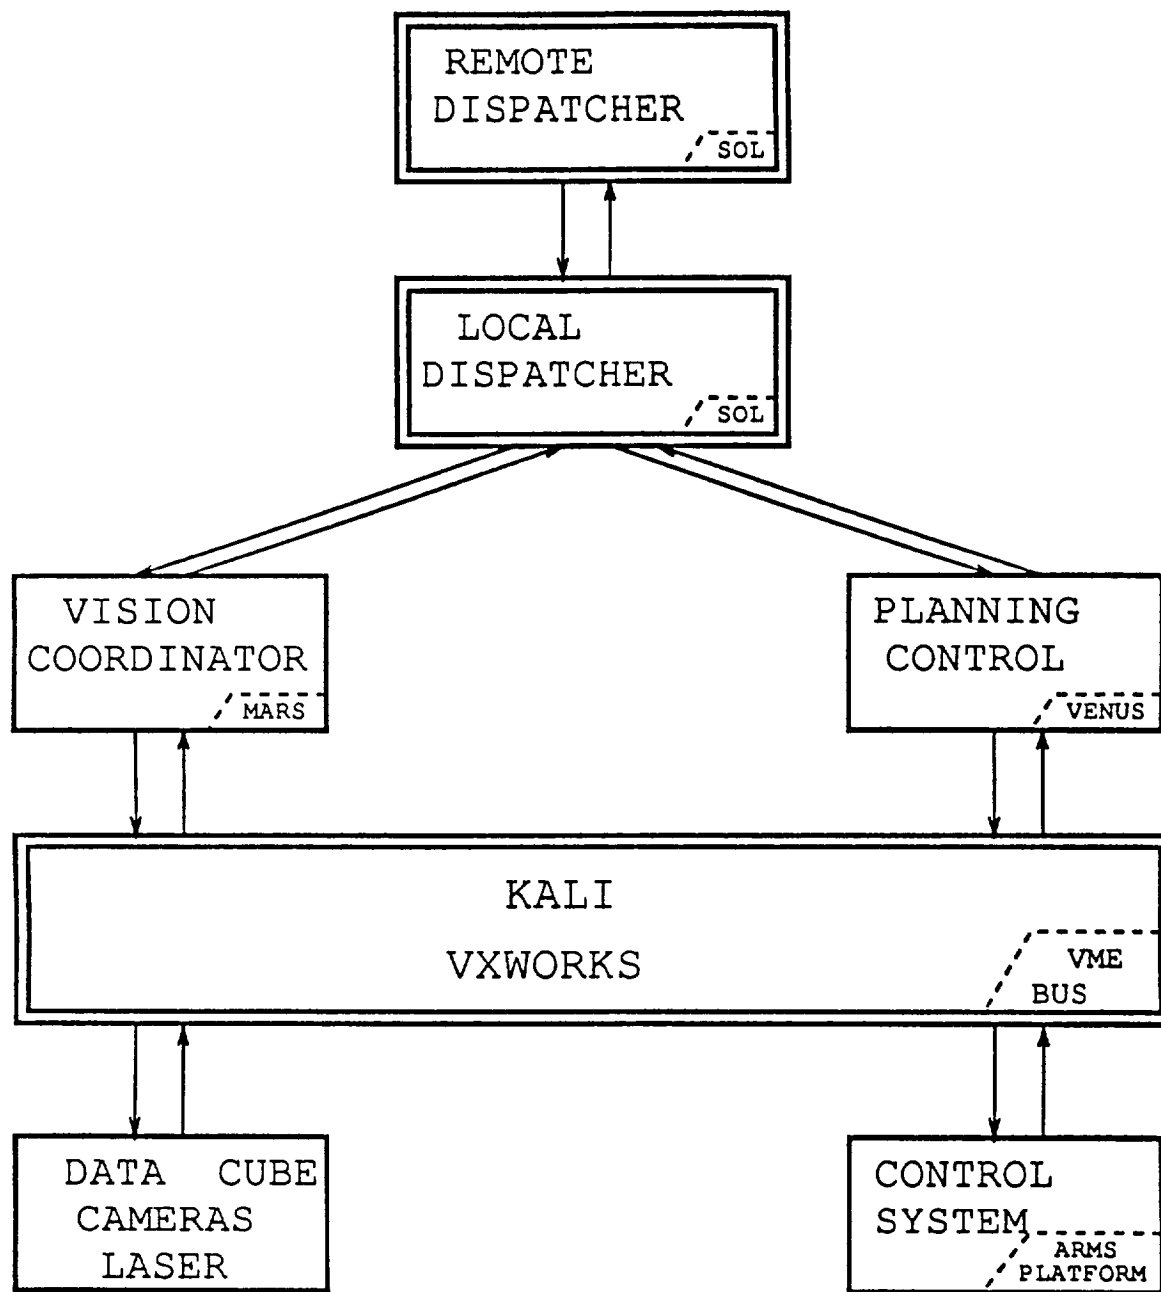 REMOTE
DISPATCHER
SOL
LOCAL
DISPATCHER
SOL
VISION
COORDINATOR
MARS
PLANNING
CONTROL
VENUS
KALI
VXWORKS
VME
BUS
DATA CUBE
CAMERAS
LASER
CONTROL
SYSTEM
ARMS
PLATFORM